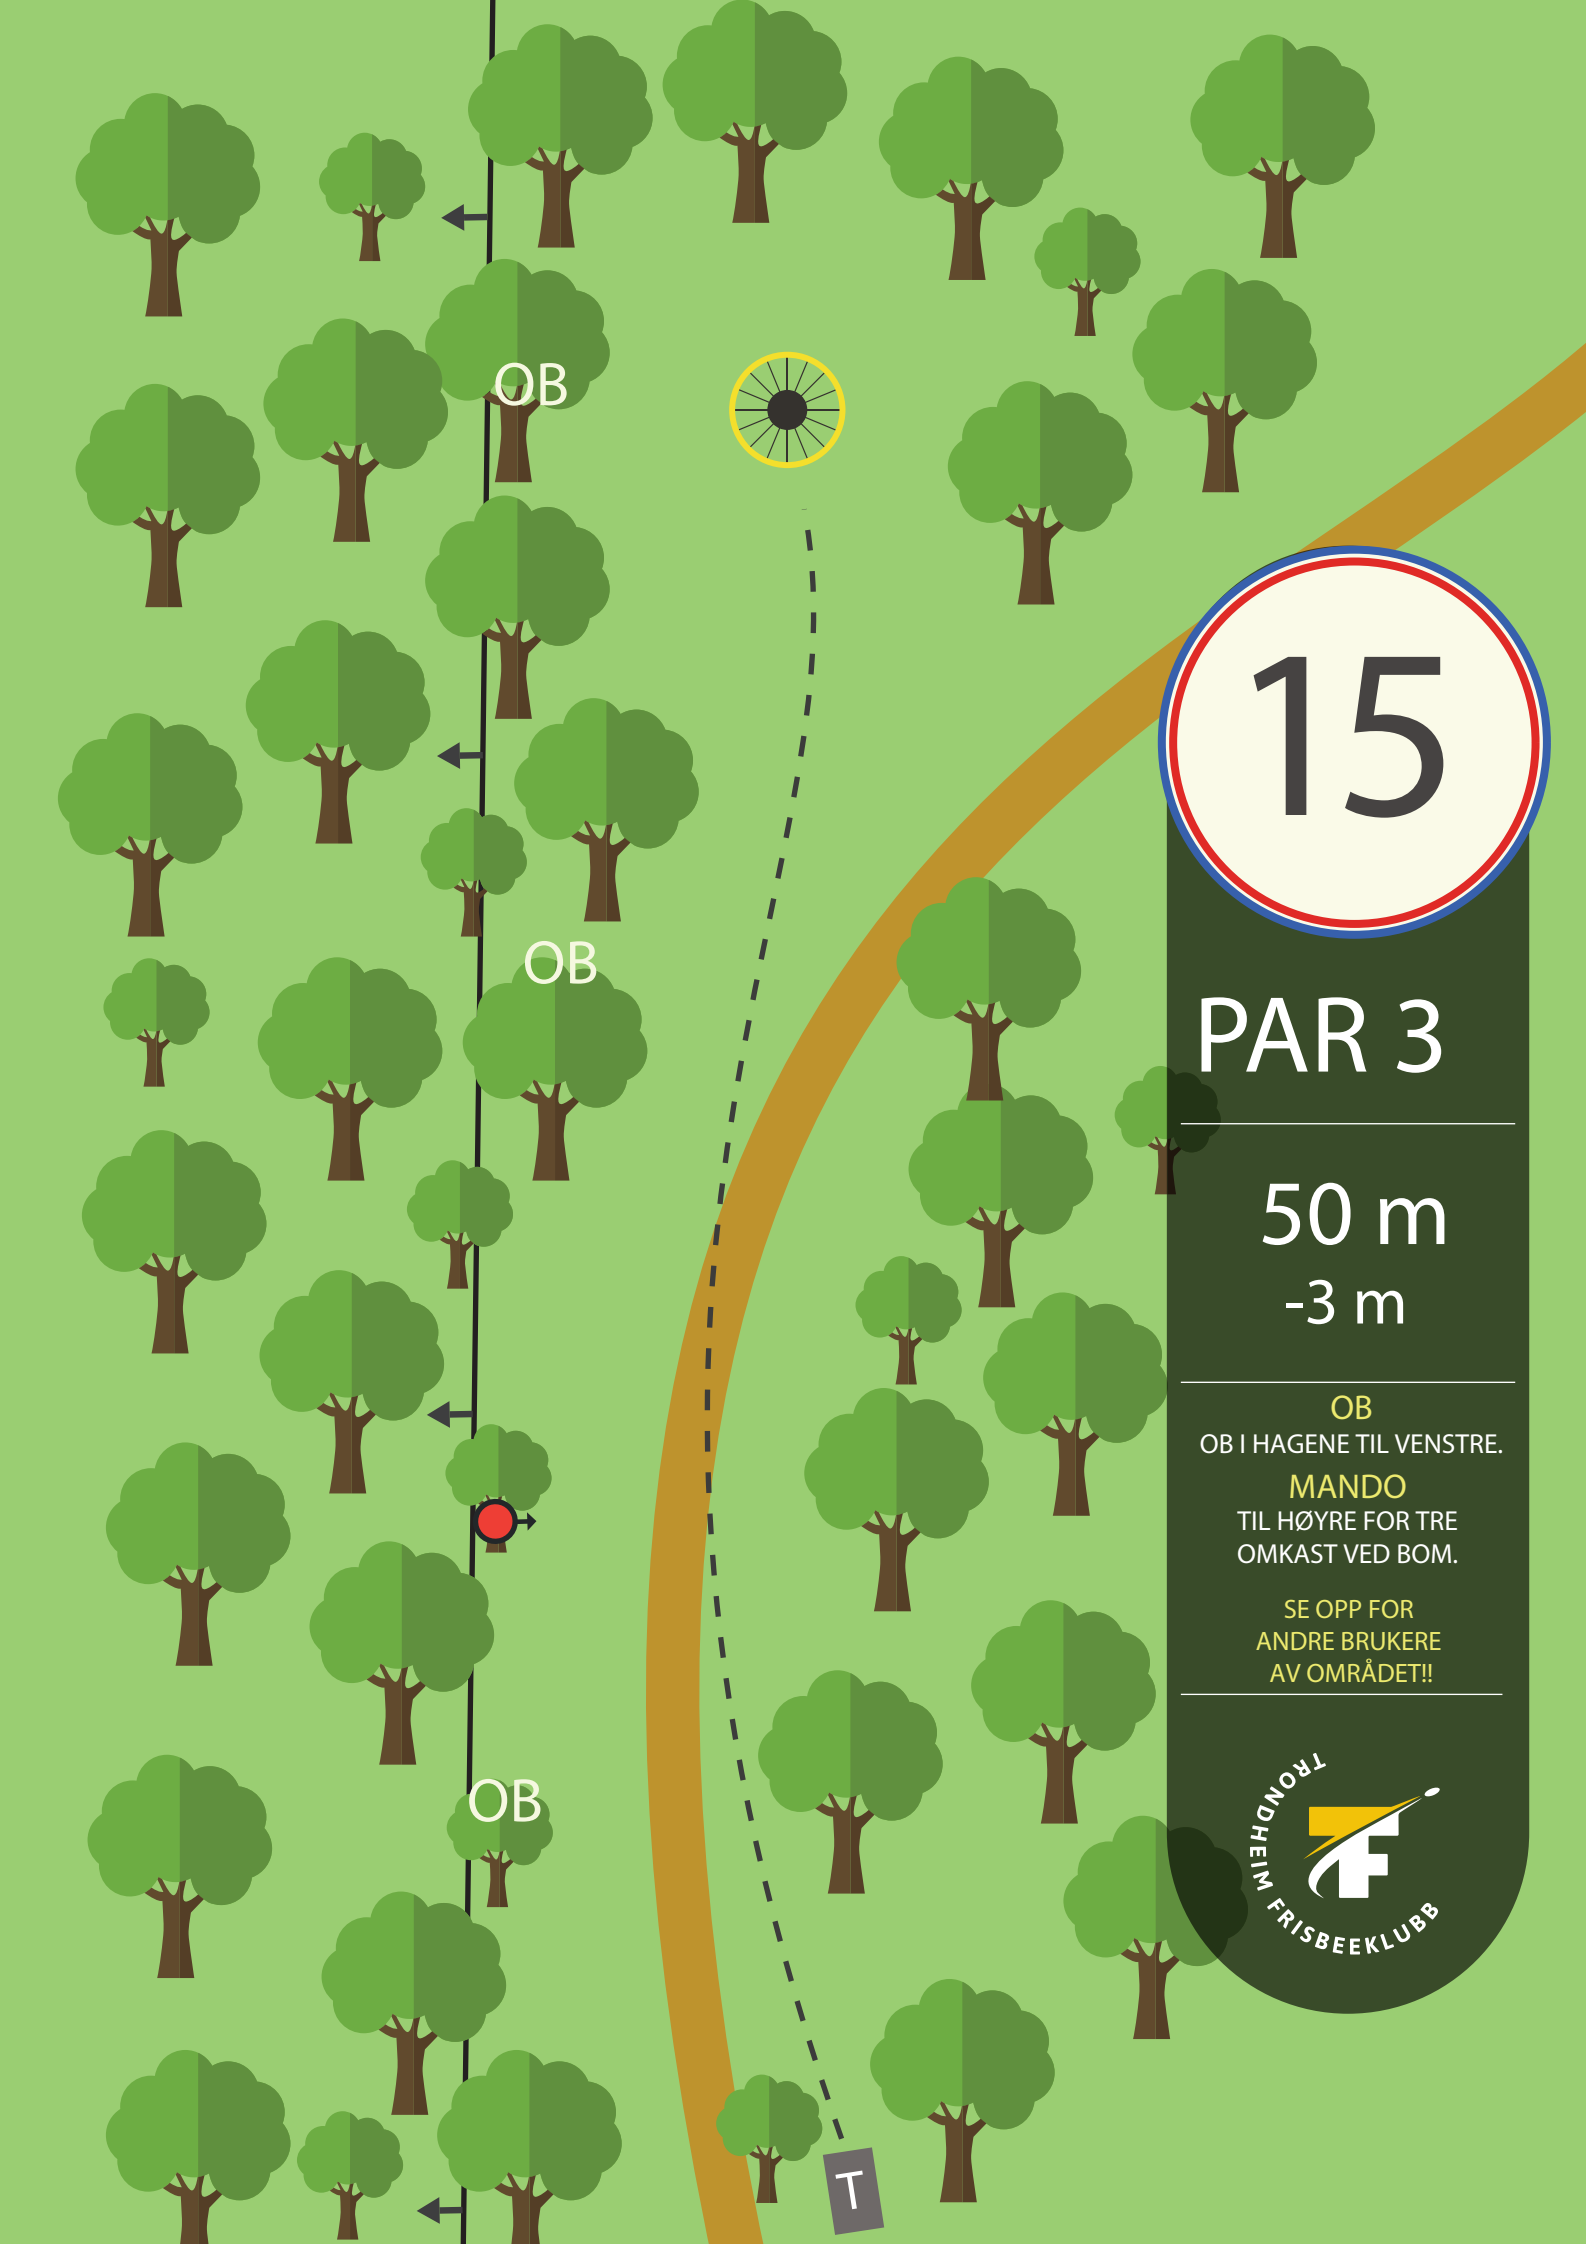 OB
OB
OB
T
15
PAR 3
50 m
-3 m
OB
OB I HAGENE TIL VENSTRE.
MANDO
TIL HØYRE FOR TRE
OMKAST VED BOM.
SE OPP FOR
ANDRE BRUKERE
AV OMRÅDET!!
TRONDHEIM FRISBEEKLUBB